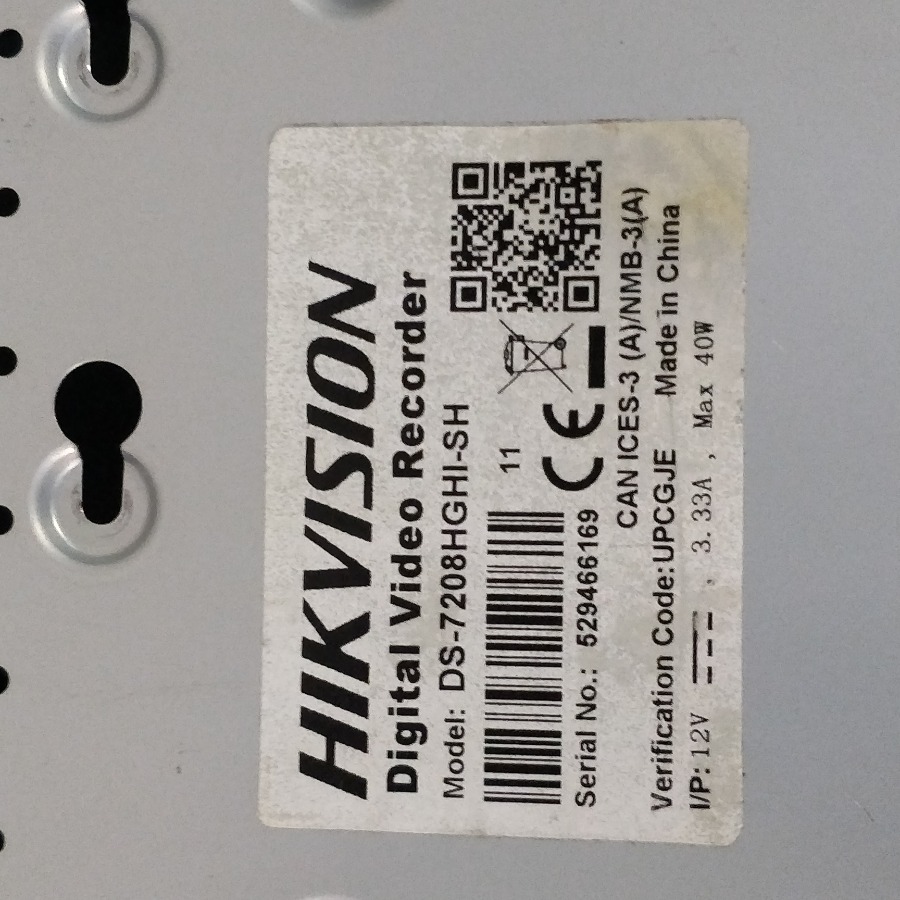 HIKVISION
Digital Video Recorder
Model: DS-7208HGHI-SH
11
Serial No.: 529466169
CE
CAN ICES-3 (A)/NMB-3(A)
Verification Code:UPCGJE Made in China
I/P: 12V ⎓, 3.33A, Max 40W